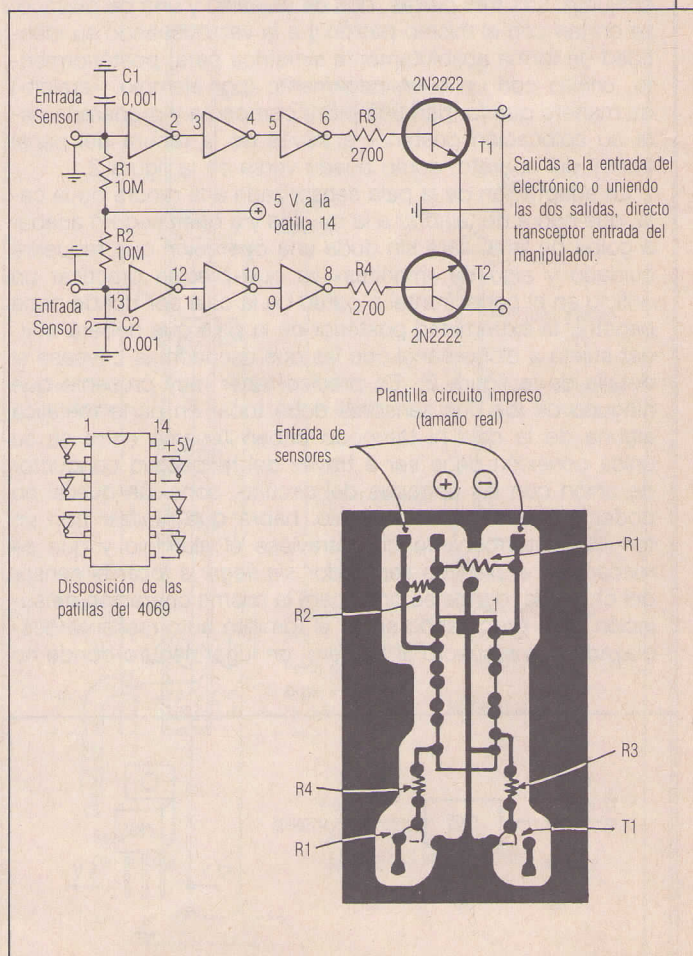 C1
0,001
Entrada
Sensor
1
2
3
4
5
6
R3
2700
2N2222
T1
R1
10M
5 V a la
patilla 14
R2
10M
Entrada
Sensor 2
13
12
11
10
9
8
C2
0,001
R4
2700
T2
2N2222
Salidas a la entrada del
electrónico o uniendo
las dos salidas, directo
transceptor entrada del
manipulador.
1
14
+5V
Disposición de las
patillas del 4069
Plantilla circuito impreso
(tamaño real)
Entrada de
sensores
+
−
R1
R2
1
R4
R3
R1
T1